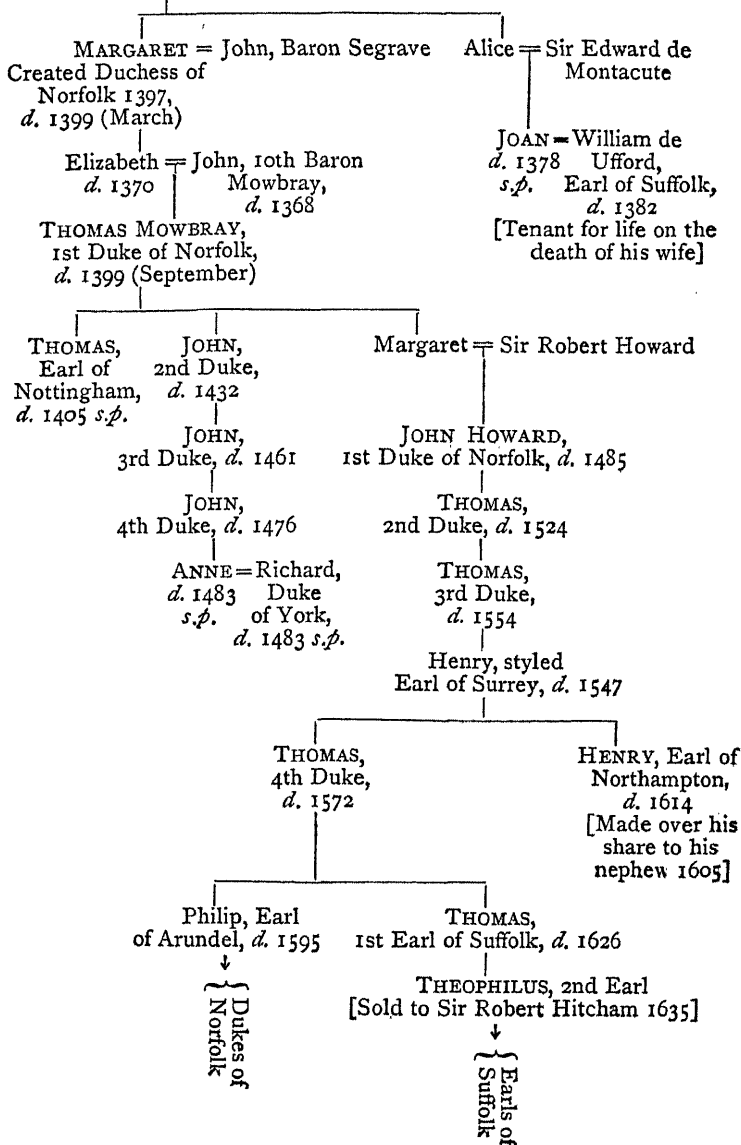 MARGARET = John, Baron Segrave
Created Duchess of
Norfolk 1397,
d. 1399 (March)
Alice = Sir Edward de
Montacute
JOAN = William de
d. 1378 Ufford,
s.p. Earl of Suffolk,
d. 1382
[Tenant for life on the
death of his wife]
Elizabeth = John, 10th Baron
d. 1370 Mowbray,
d. 1368
THOMAS MOWBRAY,
1st Duke of Norfolk,
d. 1399 (September)
THOMAS,
Earl of
Nottingham,
d. 1405 s.p.
JOHN,
2nd Duke,
d. 1432
Margaret = Sir Robert Howard
JOHN,
3rd Duke, d. 1461
JOHN HOWARD,
1st Duke of Norfolk, d. 1485
JOHN,
4th Duke, d. 1476
THOMAS,
2nd Duke, d. 1524
ANNE = Richard,
d. 1483 Duke
s.p. of York,
d. 1483 s.p.
THOMAS,
3rd Duke,
d. 1554
Henry, styled
Earl of Surrey, d. 1547
THOMAS,
4th Duke,
d. 1572
HENRY, Earl of
Northampton,
d. 1614
[Made over his
share to his
nephew 1605]
Philip, Earl
of Arundel, d. 1595
THOMAS,
1st Earl of Suffolk, d. 1626
THEOPHILUS, 2nd Earl
[Sold to Sir Robert Hitcham 1635]
Dukes of
Norfolk
Earls of
Suffolk